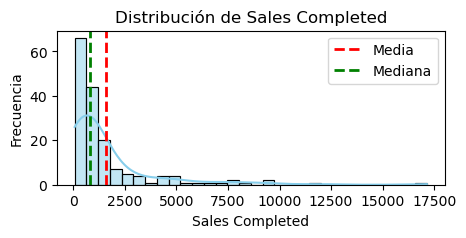 Distribución de Sales Completed
Media
Mediana
Frecuencia
60
40
20
0
0
2500
5000
7500
10000
12500
15000
17500
Sales Completed